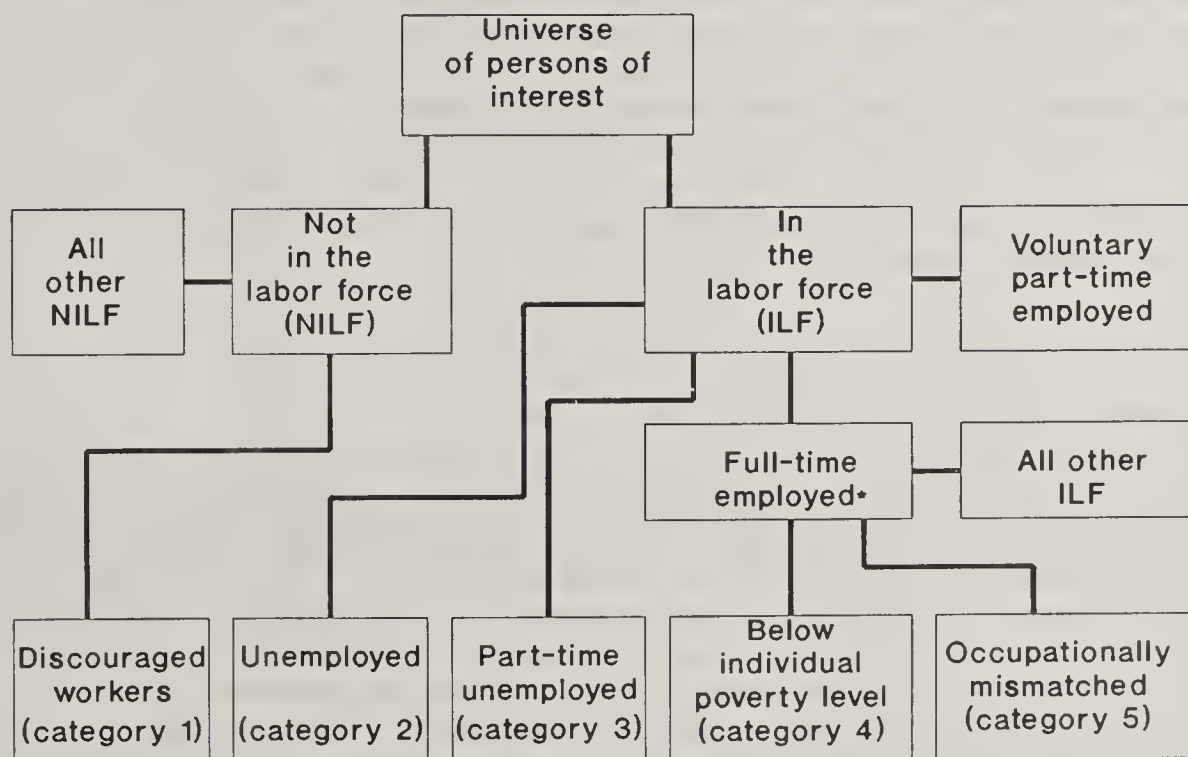 Universe
of persons of
interest
All
other
NILF
Not
in the
labor force
(NILF)
In
the
labor force
(ILF)
Voluntary
part-time
employed
Full-time
employed*
All other
ILF
Discouraged
workers
(category 1)
Unemployed
(category 2)
Part-time
unemployed
(category 3)
Below
individual
poverty level
(category 4)
Occupationally
mismatched
(category 5)